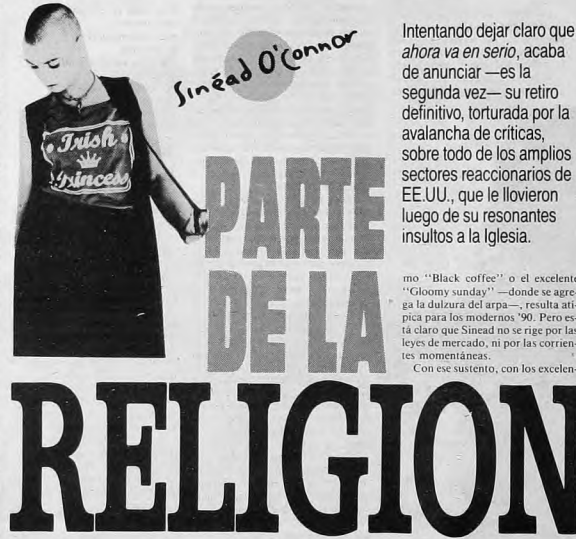 Sinéad O'Connor
Irish
Princess
PARTE
DE LA
RELIGION
Intentando dejar claro que
ahora va en serio, acaba
de anunciar —es la
segunda vez— su retiro
definitivo, torturada por la
avalancha de críticas,
sobre todo de los amplios
sectores reaccionarios de
EE.UU., que le llovieron
luego de su resonantes
insultos a la Iglesia.
mo "Black coffee" o el excelente
"Gloomy sunday" —donde se agre-
ga la dulzura del arpa—, resulta atí-
pica para los modernos '90. Pero es-
tá claro que Sinead no se rige por las
leyes de mercado, ni por las corrien-
tes momentáneas.
Con ese sustento, con los excelen-